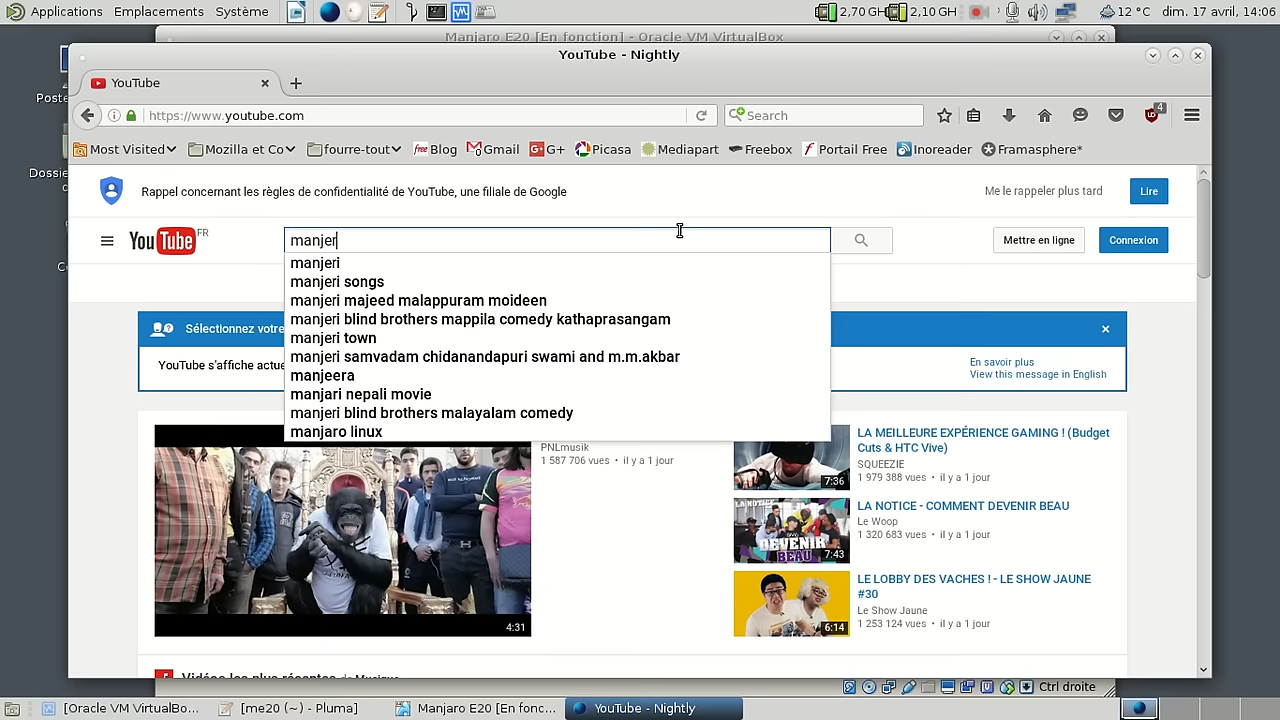 Applications Emplacements Système 2,70 GH 2,10 GH 12 °C dim. 17 avril, 14:06
Manjaro E20 [En fonction] - Oracle VM VirtualBox
YouTube - Nightly
YouTube
https://www.youtube.com Search 4
Most Visited Mozilla et Co fourre-tout free Blog Gmail G+ G+ Picasa Mediapart Freebox f Portail Free Inoreader Framasphere*
Rappel concernant les règles de confidentialité de YouTube, une filiale de Google Me le rappeler plus tard Lire
YouTube FR manjer Mettre en ligne Connexion
manjeri
manjeri songs
manjeri majeed malappuram moideen
manjeri blind brothers mappila comedy kathaprasangam
manjeri town
manjeri samvadam chidanandapuri swami and m.m.akbar
manjeera
manjari nepali movie
manjeri blind brothers malayalam comedy
manjaro linux
Sélectionnez votre
YouTube s'affiche actue
En savoir plus
View this message in English
PNLmusik
1 587 706 vues • il y a 1 jour
4:31
LA MEILLEURE EXPÉRIENCE GAMING ! (Budget
Cuts & HTC Vive)
SQUEEZIE
1 979 388 vues • il y a 1 jour
7:36
LA NOTICE - COMMENT DEVENIR BEAU
Le Woop
1 320 683 vues • il y a 1 jour
DEVENIR
BEAU
7:43
LE LOBBY DES VACHES ! - LE SHOW JAUNE
#30
Le Show Jaune
1 253 124 vues • il y a 1 jour
6:14
Vidéos les plus récentes de Musique
Ctrl droite
[Oracle VM VirtualBo... [me20 (~) - Pluma] Manjaro E20 [En fonc... YouTube - Nightly